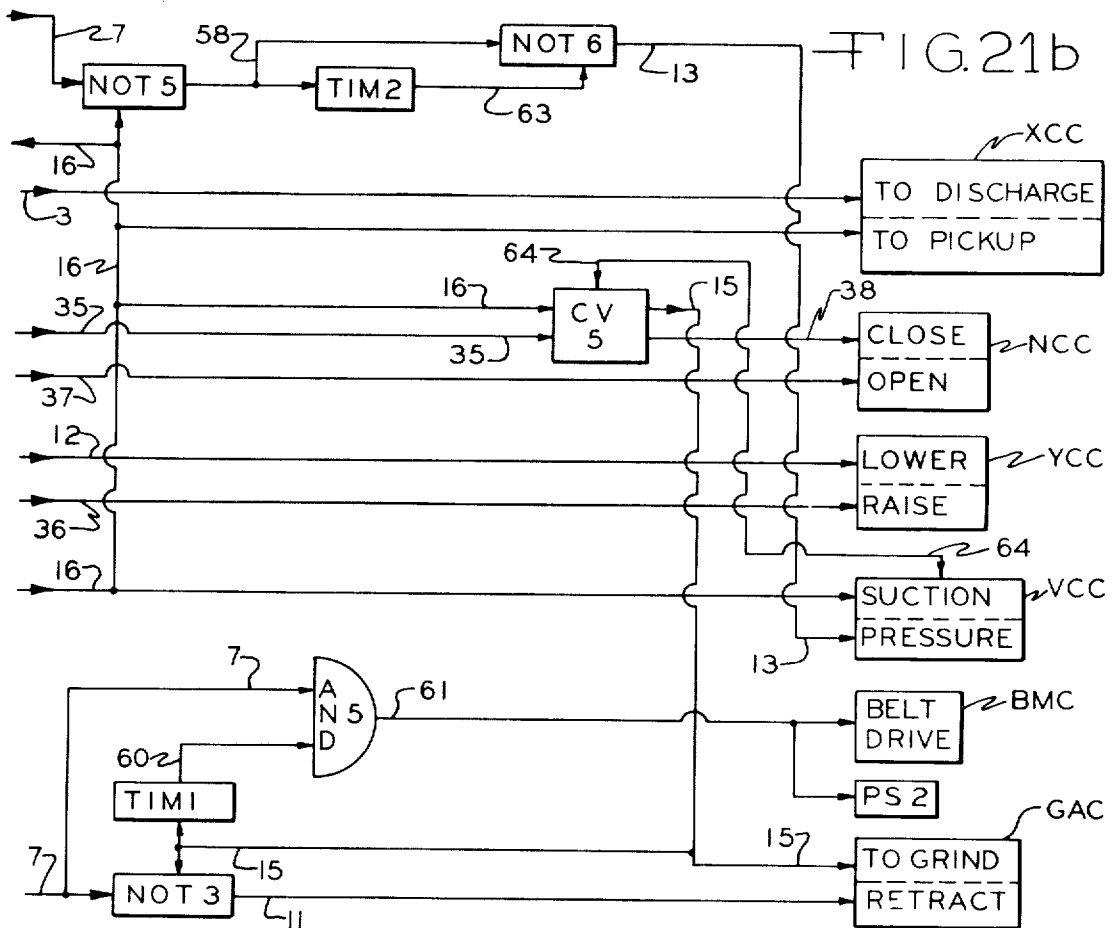 FIG. 21b
7
58
NOT 5
TIM2
NOT 6
13
63
16
XCC
3
TO DISCHARGE
TO PICKUP
16
64
16
15
38
35
CV
5
35
CLOSE
OPEN
NCC
37
12
LOWER
RAISE
YCC
36
64
16
SUCTION
PRESSURE
VCC
13
7
AND 5
61
BELT
DRIVE
BMC
60
TIM1
PS 2
GAC
7
15
15
TO GRIND
RETRACT
NOT 3
11